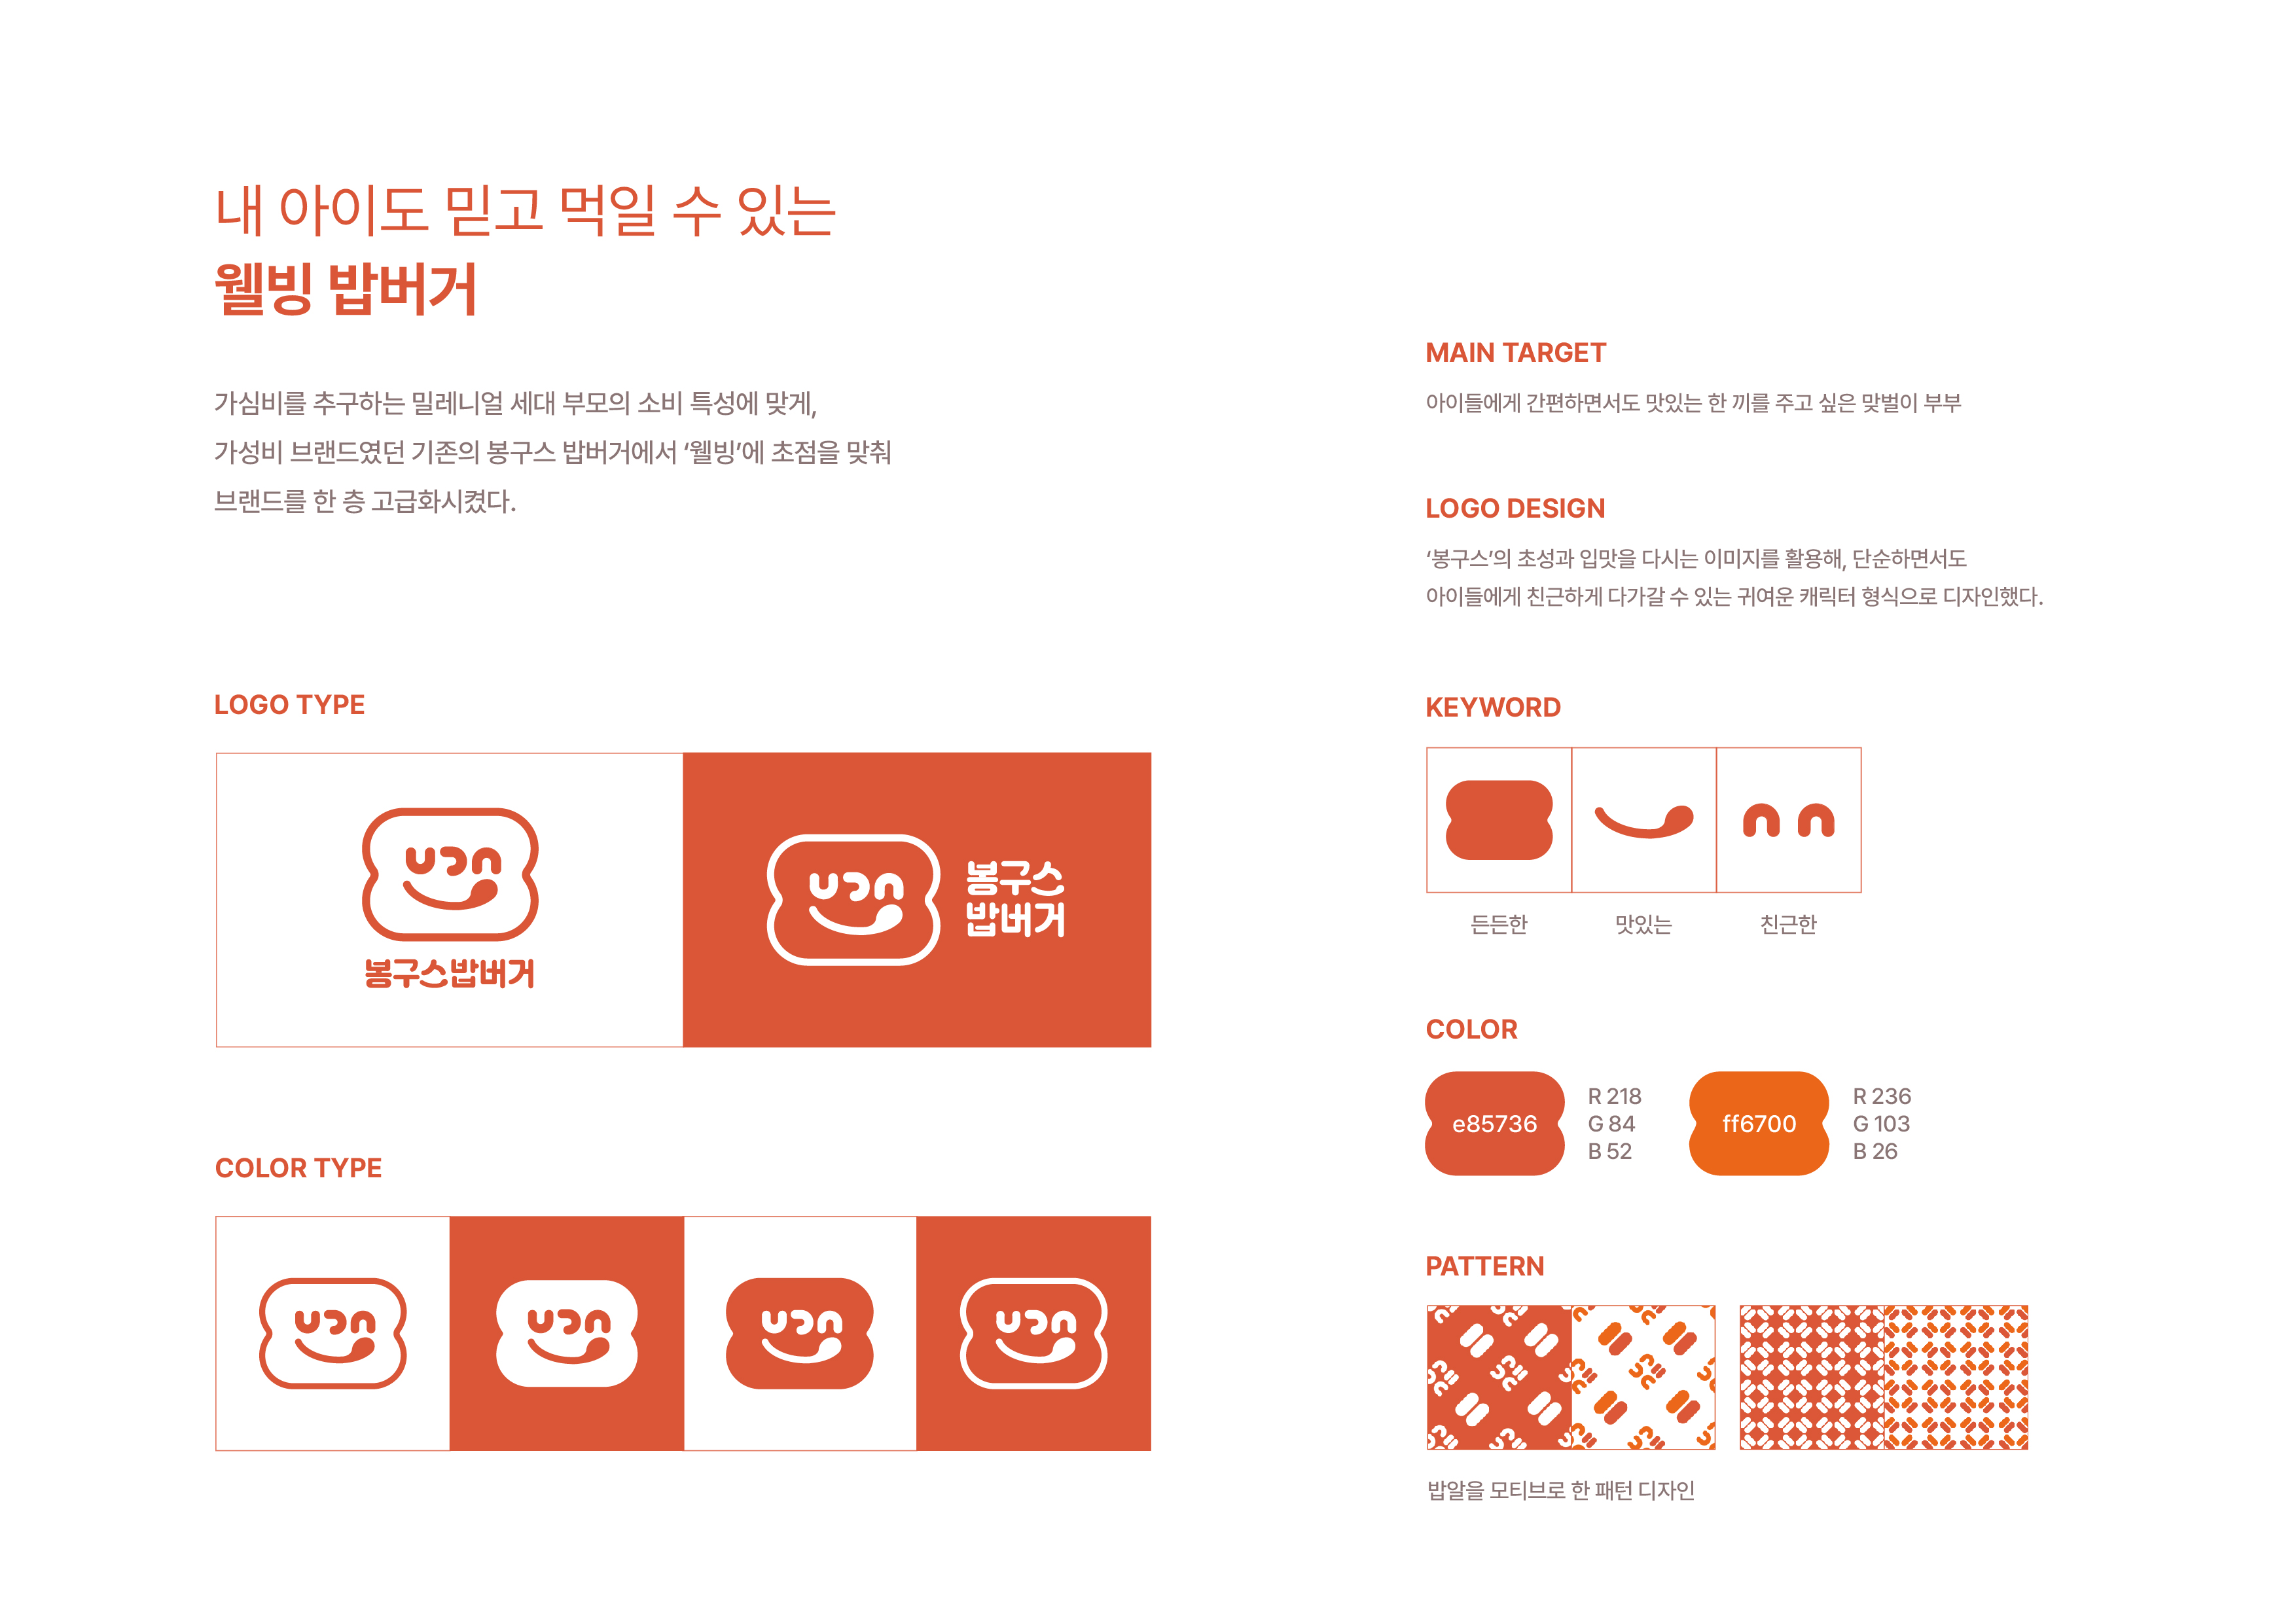 내 아이도 믿고 먹일 수 있는
웰빙 밥버거
가심비를 추구하는 밀레니얼 세대 부모의 소비 특성에 맞게,
가성비 브랜드였던 기존의 봉구스 밥버거에서 ‘웰빙’에 초점을 맞춰
브랜드를 한 층 고급화시켰다.
LOGO TYPE
봉구스밥버거
봉구스
밥버거
COLOR TYPE
MAIN TARGET
아이들에게 간편하면서도 맛있는 한 끼를 주고 싶은 맞벌이 부부
LOGO DESIGN
‘봉구스’의 초성과 입맛을 다시는 이미지를 활용해, 단순하면서도
아이들에게 친근하게 다가갈 수 있는 귀여운 캐릭터 형식으로 디자인했다.
KEYWORD
든든한
맛있는
친근한
COLOR
e85736
R 218
G 84
B 52
ff6700
R 236
G 103
B 26
PATTERN
밥알을 모티브로 한 패턴 디자인